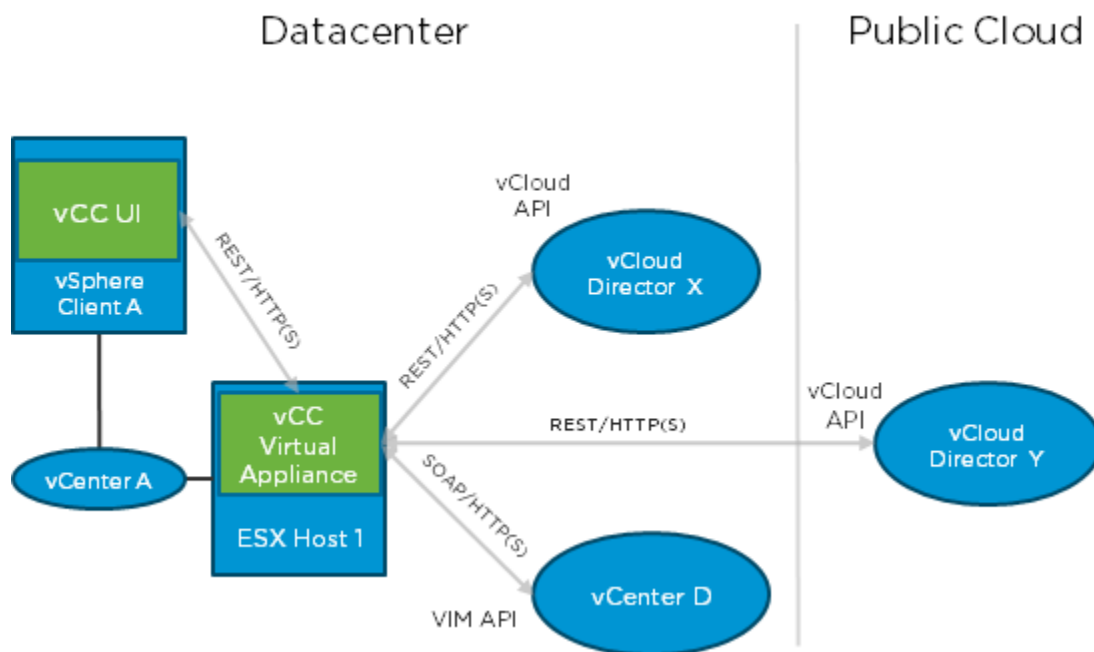 Datacenter
Public Cloud
vCC UI
vSphere
Client A
REST/HTTP(S)
vCloud
API
vCloud
Director X
REST/HTTP(S)
vCC
Virtual
Appliance
ESX Host 1
vCenter A
REST/HTTP(S)
vCloud
API
vCloud
Director Y
SOAP/HTTP(S)
VIM API
vCenter D